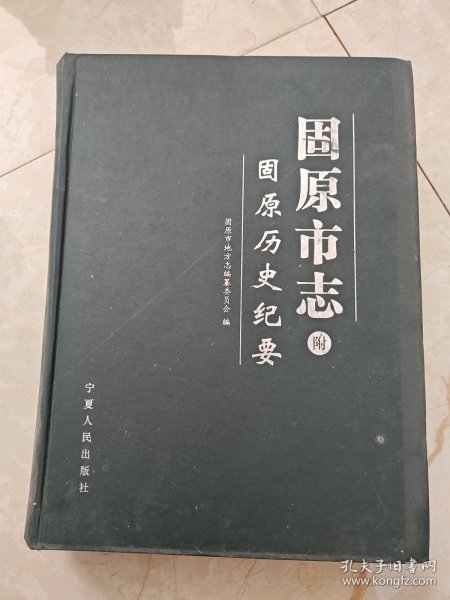 固原市志
附
固原历史纪要
固原市地方志编纂委员会 编
宁夏人民出版社
孔夫子旧书网
www.kongfz.com